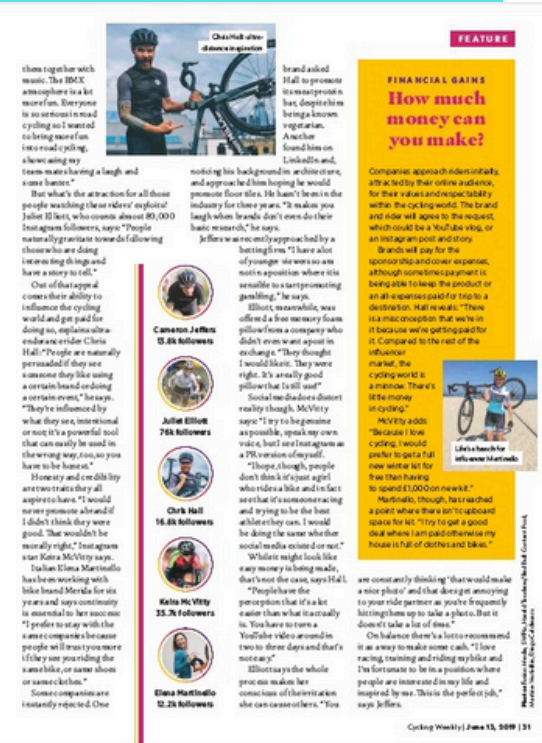 FEATURE
Chris Hall: ultra-
distance inspiration
them together with
music. The BMX
atmosphere is a lot
more fun. Everyone
is so serious in road
cycling so I wanted
to bring more fun
into road cycling,
showcasing my
team-mates having a laugh and
some banter."
But what's the attraction for all those
people watching these riders' exploits?
Juliet Elliott, who counts almost 80,000
Instagram followers, says: "People
naturally gravitate towards following
those who are doing
interesting things and
have a story to tell."
Out of that appeal
comes their ability to
influence the cycling
world and get paid for
doing so, explains ultra-
endurance rider Chris
Hall: "People are naturally
persuaded if they see
someone they like using
a certain brand or doing
a certain event," he says.
"They're influenced by
what they see, intentional
or not; it's a powerful tool
that can easily be used in
the wrong way, too, so you
have to be honest."
Honesty and credibility
are two traits they all
aspire to have. "I would
never promote a brand if
I didn't think they were
good. That wouldn't be
morally right," Instagram
star Keira McVitty says.
Italian Elena Martinello
has been working with
bike brand Merida for six
years and says continuity
is essential to her success:
"I prefer to stay with the
same companies because
people will trust you more
if they see you riding the
same bike, or same shoes
or same clothes."
Some companies are
instantly rejected. One
Cameron Jeffers
13.8k followers
Juliet Elliott
76k followers
Chris Hall
16.8k followers
Keira McVitty
35.7k followers
Elena Martinello
12.2k followers
brand asked
Hall to promote
its meat protein
bar, despite him
being a known
vegetarian.
Another
found him on
LinkedIn and,
noticing his background in architecture,
and approached him hoping he would
promote floor tiles. He hasn't been in the
industry for three years. "It makes you
laugh when brands don't even do their
basic research," he says.
Jeffers was recently approached by a
betting firm. "I have a lot
of younger viewers so am
not in a position where it is
sensible to start promoting
gambling," he says.
Elliott, meanwhile, was
offered a free memory foam
pillow from a company who
didn't even want a post in
exchange. "They thought
I would like it. They were
right. It's a really good
pillow that I still use!"
Social media does distort
reality though. McVitty
says: "I try to be genuine
as possible, speak my own
voice, but I see Instagram as
a PR version of myself.
"I hope, though, people
don't think it's just a girl
who rides a bike and in fact
see that it's someone racing
and trying to be the best
athlete they can. I would
be doing the same whether
social media existed or not."
While it might look like
easy money is being made,
that's not the case, says Hall.
"People have the
perception that it's a lot
easier than what it actually
is. You have to turn a
YouTube video around in
two to three days and that's
not easy."
Elliott says the whole
process makes her
conscious of the irritation
she can cause others. "You
FINANCIAL GAINS
How much
money can
you make?
Companies approach riders initially,
attracted by their online audience,
for their values and respectability
within the cycling world. The brand
and rider will agree to the request,
which could be a YouTube vlog, or
an Instagram post and story.
Brands will pay for the
sponsorship and cover expenses,
although sometimes payment is
being able to keep the product or
an all-expenses paid-for trip to a
destination. Hall reveals: "There
is a misconception that we're in
it because we're getting paid for
it. Compared to the rest of the
influencer
market, the
cycling world is
a minnow. There's
little money
in cycling."
McVitty adds:
"Because I love
cycling, I would
prefer to get a full
new winter kit for
free than having
to spend £1,000 on new kit."
Martinello, though, has reached
a point where there isn't cupboard
space for kit. "I try to get a good
deal where I am paid otherwise my
house is full of clothes and bikes."
Life's a beach for
influencer Martinello
are constantly thinking 'that would make
a nice photo' and that does get annoying
to your ride partner as you're frequently
hitting them up to take a photo. But it
doesn't take a lot of time."
On balance there's a lot to recommend
it as a way to make some cash. "I love
racing, training and riding my bike and
I'm fortunate to be in a position where
people are interested in my life and
inspired by me. This is the perfect job,"
says Jeffers.
Cycling Weekly | June 13, 2019 | 31